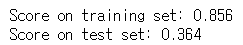 Score on training set: 0.856
Score on test set: 0.364